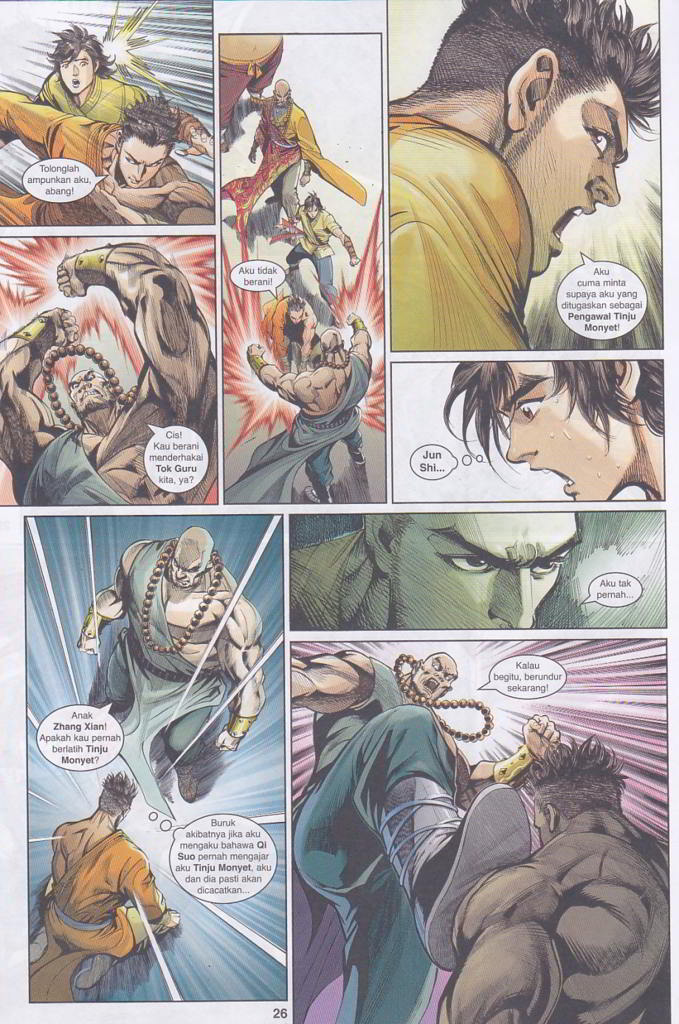 Tolonglah
ampunkan aku,
abang!
Cis!
Kau berani
menderhakai
Tok Guru
kita, ya?
Aku tidak
berani!
Aku
cuma minta
supaya aku yang
ditugaskan sebagai
Pengawal Tinju
Monyet!
Jun
Shi...
Anak
Zhang Xian!
Apakah kau pernah
berlatih Tinju
Monyet?
Buruk
akibatnya jika aku
mengaku bahawa Qi
Suo pernah mengajar
aku Tinju Monyet, aku
dan dia pasti akan
dicacatkan...
Aku tak
pernah...
Kalau
begitu, berundur
sekarang!
26